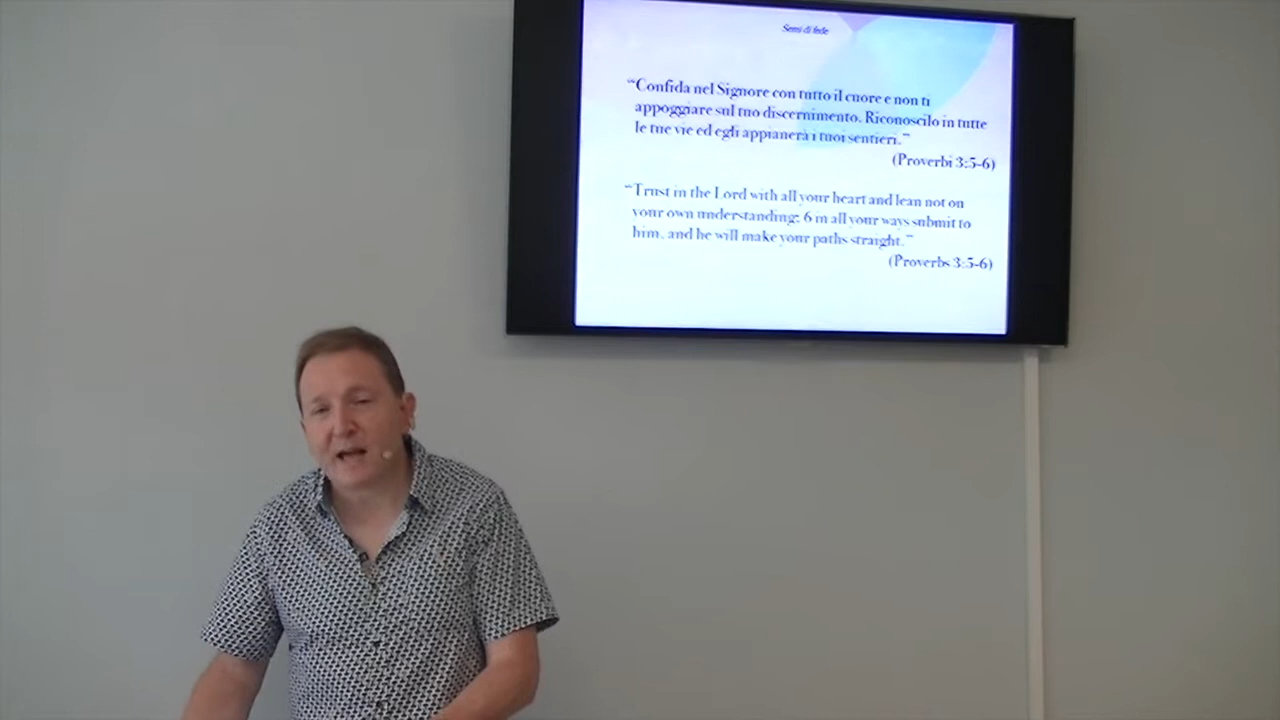 Semi di fede
“Confida nel Signore con tutto il cuore e non ti
appoggiare sul tuo discernimento. Riconoscilo in tutte
le tue vie ed egli appianerà i tuoi sentieri.”
(Proverbi 3:5-6)
“Trust in the Lord with all your heart and lean not on
your own understanding; 6 in all your ways submit to
him, and he will make your paths straight.”
(Proverbs 3:5-6)